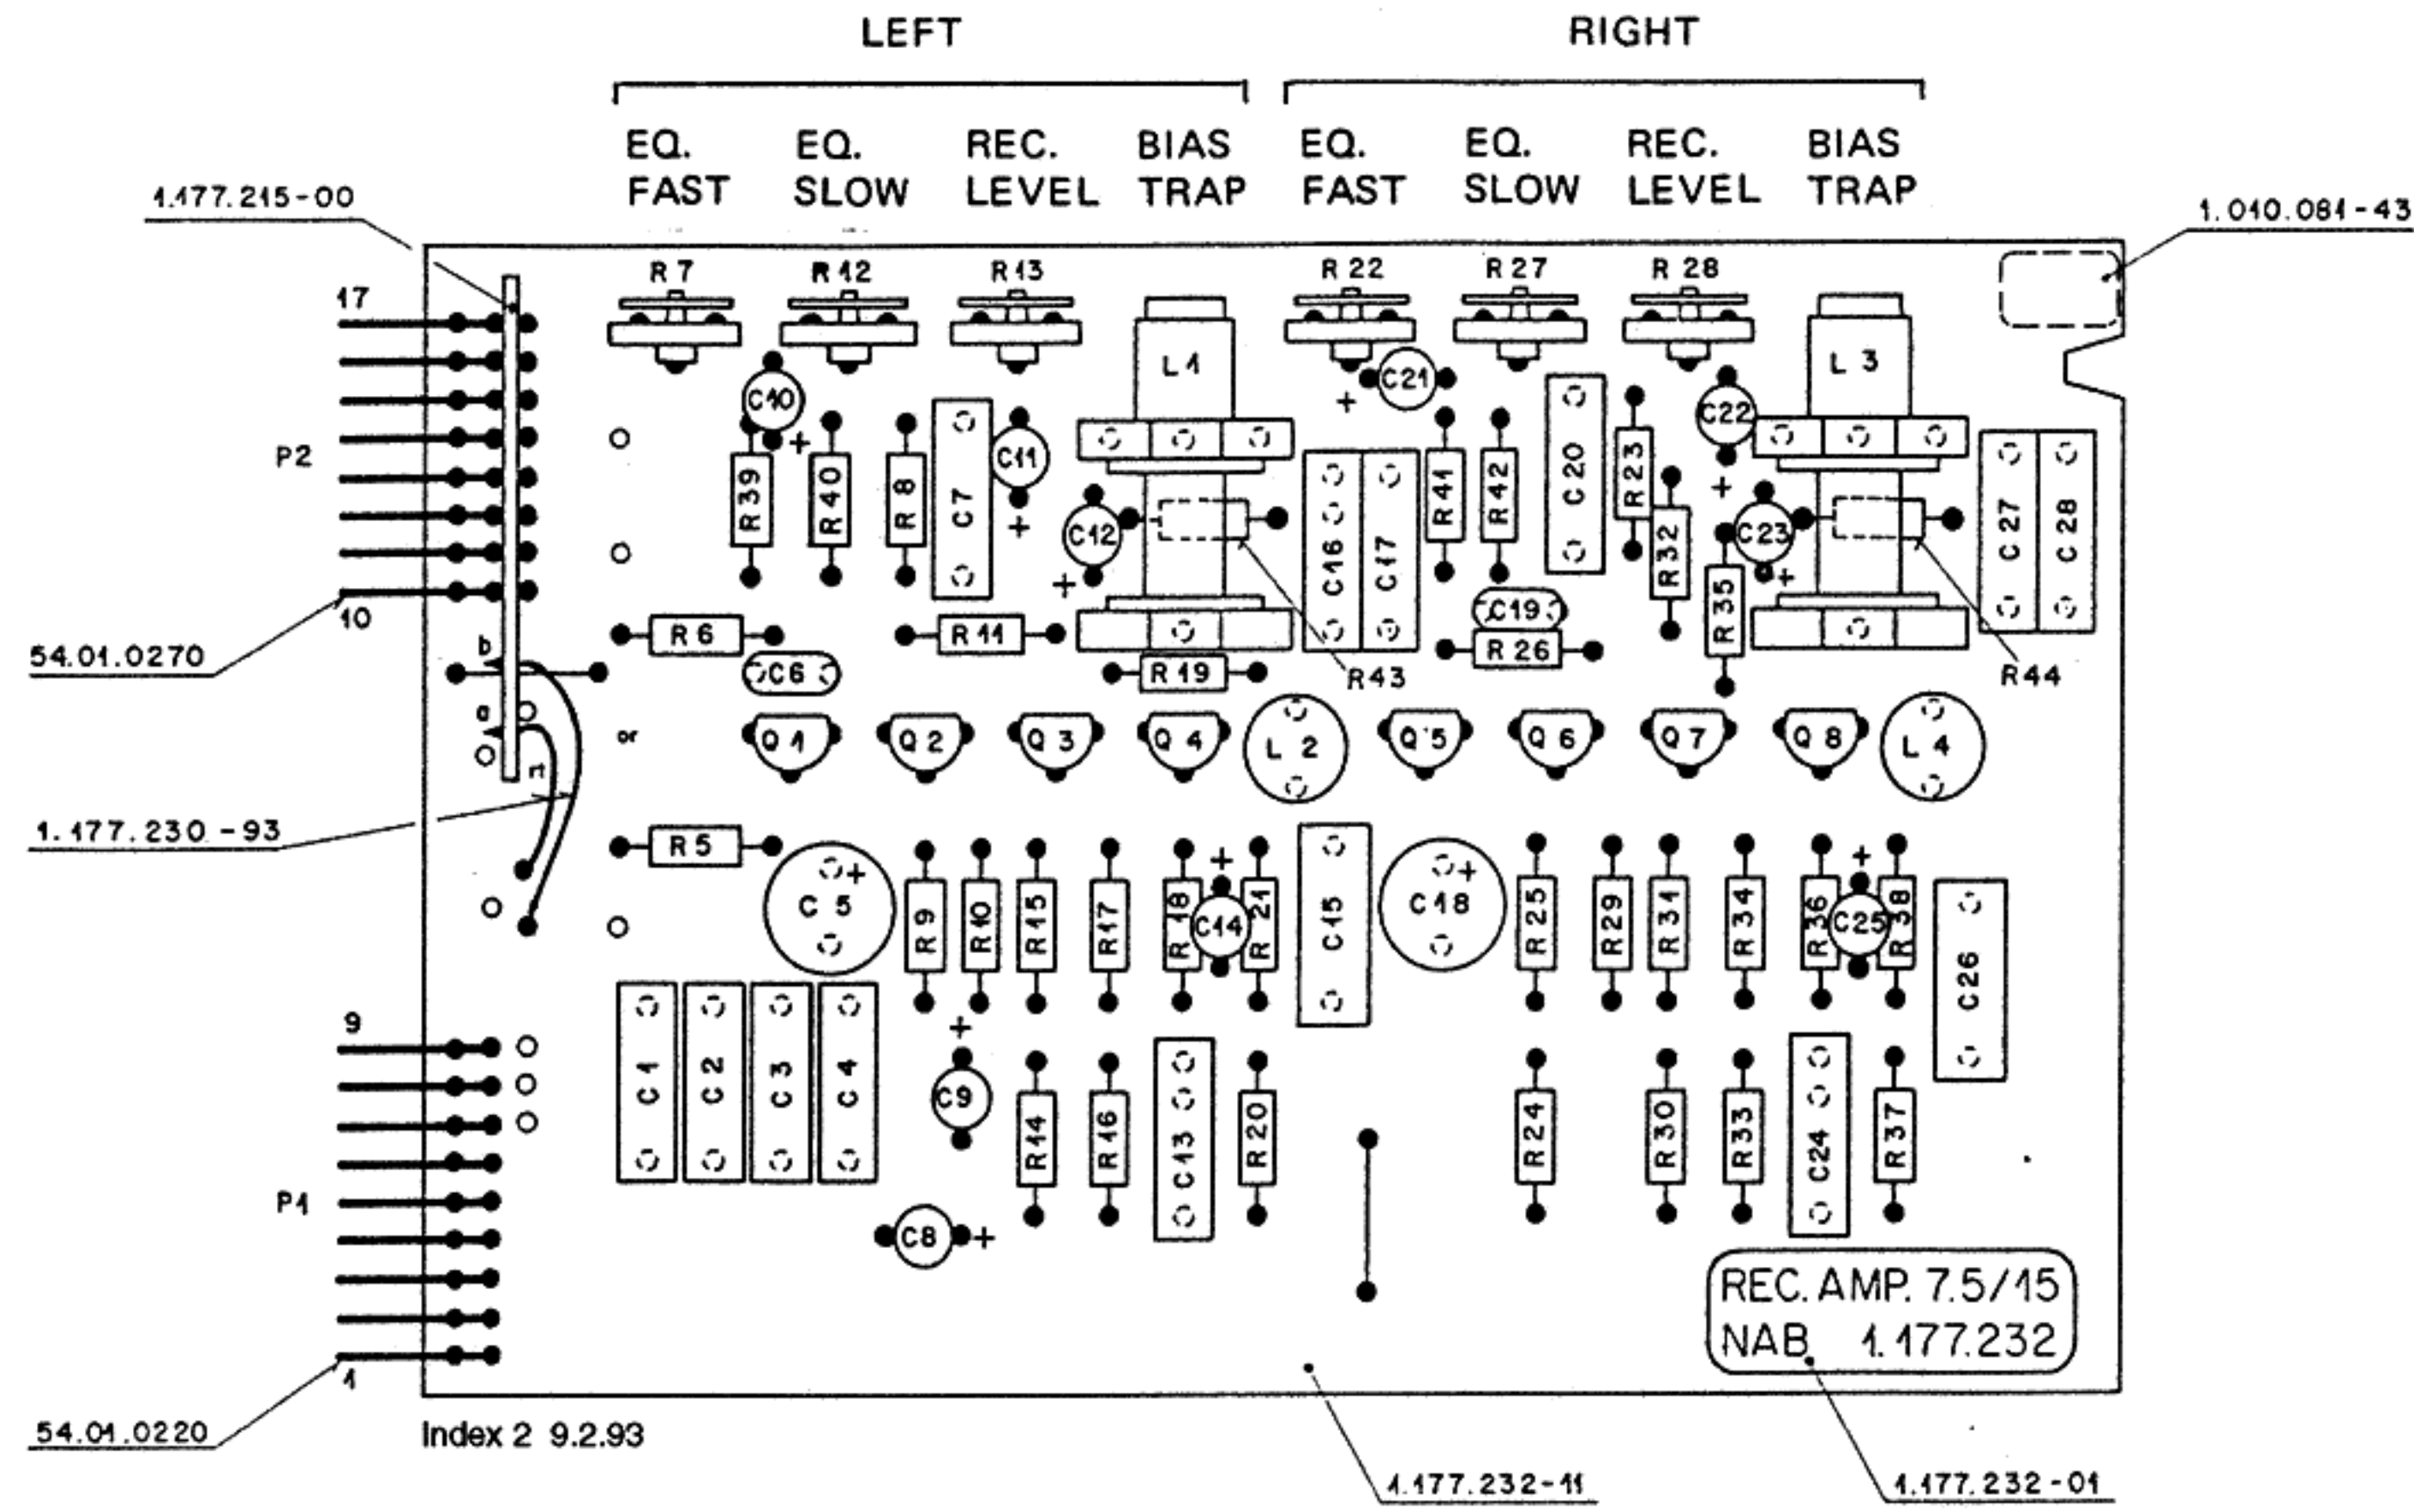 LEFT RIGHT
EQ. FAST EQ. SLOW REC. LEVEL BIAS TRAP EQ. FAST EQ. SLOW REC. LEVEL BIAS TRAP
1.177.215-00
1.010.081-43
R7 R12 R13 R22 R27 R28
17
L1 L3
C21
C10 C22
+ +
P2 C11
R39 R40 R8 C7 C20 R23
+ R41 R42 +
C12 C16 C17 R32 C23 C27 C28
+ + R35
10 C19
R6 R11 R26
b
54.01.0270
C6 R19 R43 R44
a
or Q1 Q2 Q3 Q4 L2 Q5 Q6 Q7 Q8 L4
1.177.230-93
R5
+ + + +
C5 R9 R10 R15 R17 R18 C14 R21 C15 C18 R25 R29 R31 R34 R36 C25 R38
C26
9 +
C1 C2 C3 C4 C9
R14 R16 C13 R20 R24 R30 R33 C24 R37
P1
C8 +
REC. AMP. 7.5/15
NAB 1.177.232
1
54.01.0220
Index 2 9.2.93
1.177.232-11 1.177.232-01